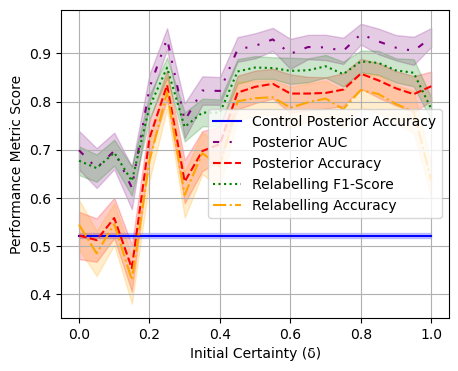 Performance Metric Score
0.9
0.8
0.7
0.6
0.5
0.4
Control Posterior Accuracy
Posterior AUC
Posterior Accuracy
Relabelling F1-Score
Relabelling Accuracy
0.0 0.2 0.4 0.6 0.8 1.0
Initial Certainty (δ)